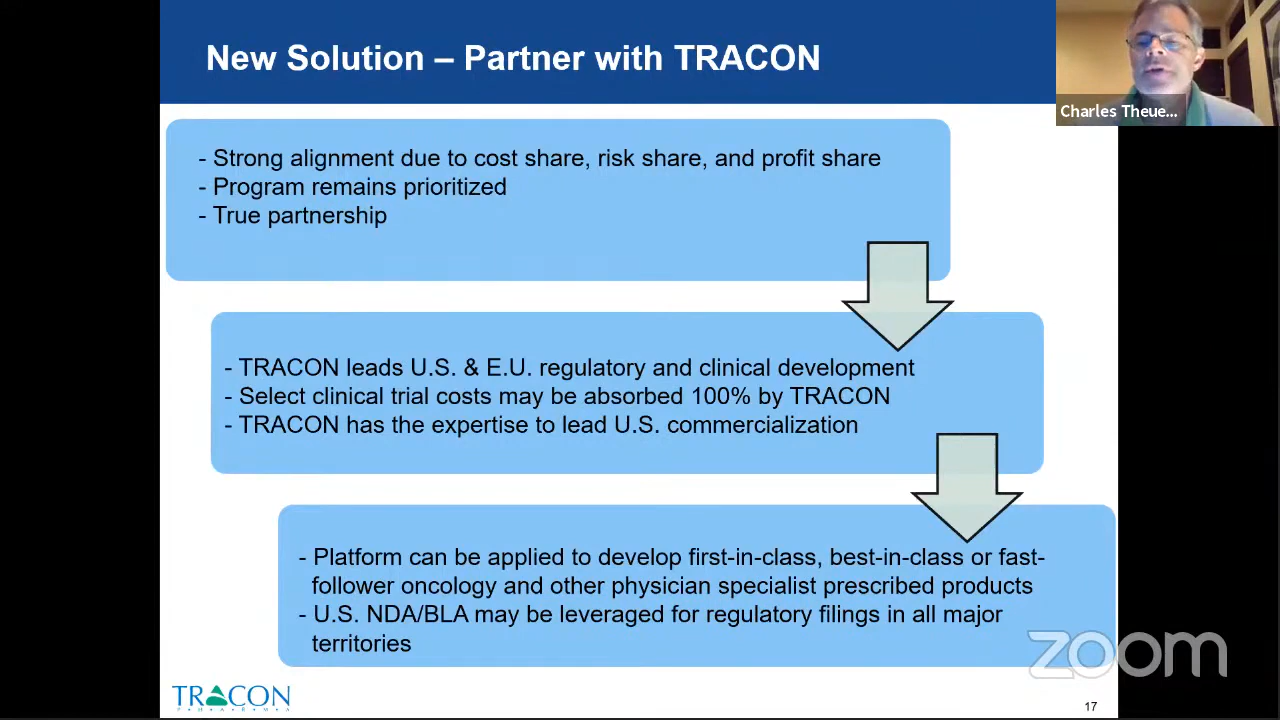 New Solution – Partner with TRACON
Charles Theue...
- Strong alignment due to cost share, risk share, and profit share
- Program remains prioritized
- True partnership
- TRACON leads U.S. & E.U. regulatory and clinical development
- Select clinical trial costs may be absorbed 100% by TRACON
- TRACON has the expertise to lead U.S. commercialization
- Platform can be applied to develop first-in-class, best-in-class or fast-
follower oncology and other physician specialist prescribed products
- U.S. NDA/BLA may be leveraged for regulatory filings in all major
territories
zoom
TRACON
PHARMA
17